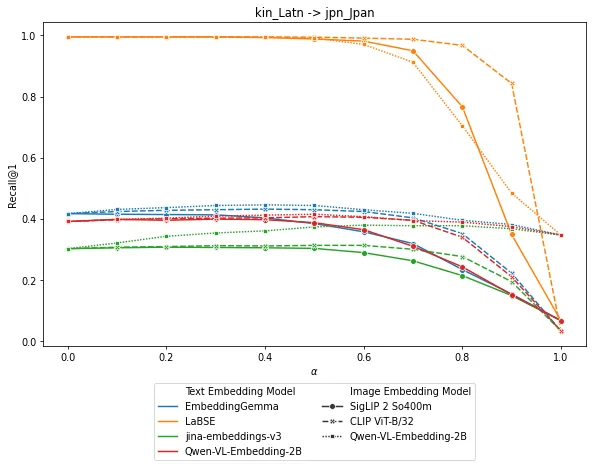 kin_Latn -> jpn_Jpan
Recall@1
1.0
0.8
0.6
0.4
0.2
0.0
0.0 0.2 0.4 0.6 0.8 1.0
α
Text Embedding Model
EmbeddingGemma
LaBSE
jina-embeddings-v3
Qwen-VL-Embedding-2B
Image Embedding Model
SigLIP 2 So400m
CLIP ViT-B/32
Qwen-VL-Embedding-2B